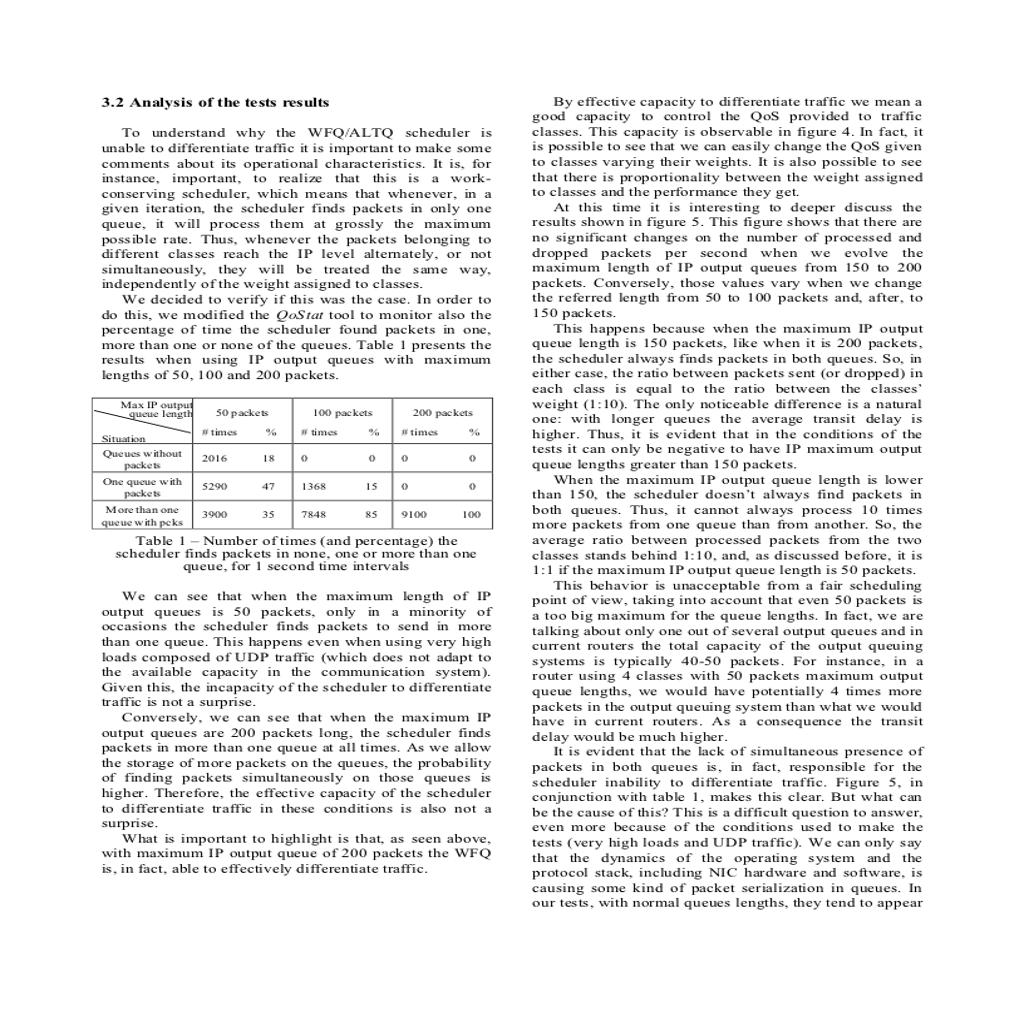 3.2 Analysis of the tests results
To understand why the WFQ/ALTQ scheduler is
unable to differentiate traffic it is important to make some
comments about its operational characteristics. It is, for
instance, important, to realize that this is a work-
conserving scheduler, which means that whenever, in a
given iteration, the scheduler finds packets in only one
queue, it will process them at grossly the maximum
possible rate. Thus, whenever the packets belonging to
different classes reach the IP level alternately, or not
simultaneously, they will be treated the same way,
independently of the weight assigned to classes.
We decided to verify if this was the case. In order to
do this, we modified the QoStat tool to monitor also the
percentage of time the scheduler found packets in one,
more than one or none of the queues. Table 1 presents the
results when using IP output queues with maximum
lengths of 50, 100 and 200 packets.
Max IP output
queue length 50 packets 100 packets 200 packets
Situation # times % # times % # times %
Queues without
packets 2016 18 0 0 0 0
One queue with
packets 5290 47 1368 15 0 0
More than one
queue with pcks 3900 35 7848 85 9100 100
Table 1 – Number of times (and percentage) the
scheduler finds packets in none, one or more than one
queue, for 1 second time intervals
We can see that when the maximum length of IP
output queues is 50 packets, only in a minority of
occasions the scheduler finds packets to send in more
than one queue. This happens even when using very high
loads composed of UDP traffic (which does not adapt to
the available capacity in the communication system).
Given this, the incapacity of the scheduler to differentiate
traffic is not a surprise.
Conversely, we can see that when the maximum IP
output queues are 200 packets long, the scheduler finds
packets in more than one queue at all times. As we allow
the storage of more packets on the queues, the probability
of finding packets simultaneously on those queues is
higher. Therefore, the effective capacity of the scheduler
to differentiate traffic in these conditions is also not a
surprise.
What is important to highlight is that, as seen above,
with maximum IP output queue of 200 packets the WFQ
is, in fact, able to effectively differentiate traffic.
By effective capacity to differentiate traffic we mean a
good capacity to control the QoS provided to traffic
classes. This capacity is observable in figure 4. In fact, it
is possible to see that we can easily change the QoS given
to classes varying their weights. It is also possible to see
that there is proportionality between the weight assigned
to classes and the performance they get.
At this time it is interesting to deeper discuss the
results shown in figure 5. This figure shows that there are
no significant changes on the number of processed and
dropped packets per second when we evolve the
maximum length of IP output queues from 150 to 200
packets. Conversely, those values vary when we change
the referred length from 50 to 100 packets and, after, to
150 packets.
This happens because when the maximum IP output
queue length is 150 packets, like when it is 200 packets,
the scheduler always finds packets in both queues. So, in
either case, the ratio between packets sent (or dropped) in
each class is equal to the ratio between the classes'
weight (1:10). The only noticeable difference is a natural
one: with longer queues the average transit delay is
higher. Thus, it is evident that in the conditions of the
tests it can only be negative to have IP maximum output
queue lengths greater than 150 packets.
When the maximum IP output queue length is lower
than 150, the scheduler doesn't always find packets in
both queues. Thus, it cannot always process 10 times
more packets from one queue than from another. So, the
average ratio between processed packets from the two
classes stands behind 1:10, and, as discussed before, it is
1:1 if the maximum IP output queue length is 50 packets.
This behavior is unacceptable from a fair scheduling
point of view, taking into account that even 50 packets is
a too big maximum for the queue lengths. In fact, we are
talking about only one out of several output queues and in
current routers the total capacity of the output queuing
systems is typically 40-50 packets. For instance, in a
router using 4 classes with 50 packets maximum output
queue lengths, we would have potentially 4 times more
packets in the output queuing system than what we would
have in current routers. As a consequence the transit
delay would be much higher.
It is evident that the lack of simultaneous presence of
packets in both queues is, in fact, responsible for the
scheduler inability to differentiate traffic. Figure 5, in
conjunction with table 1, makes this clear. But what can
be the cause of this? This is a difficult question to answer,
even more because of the conditions used to make the
tests (very high loads and UDP traffic). We can only say
that the dynamics of the operating system and the
protocol stack, including NIC hardware and software, is
causing some kind of packet serialization in queues. In
our tests, with normal queues lengths, they tend to appear